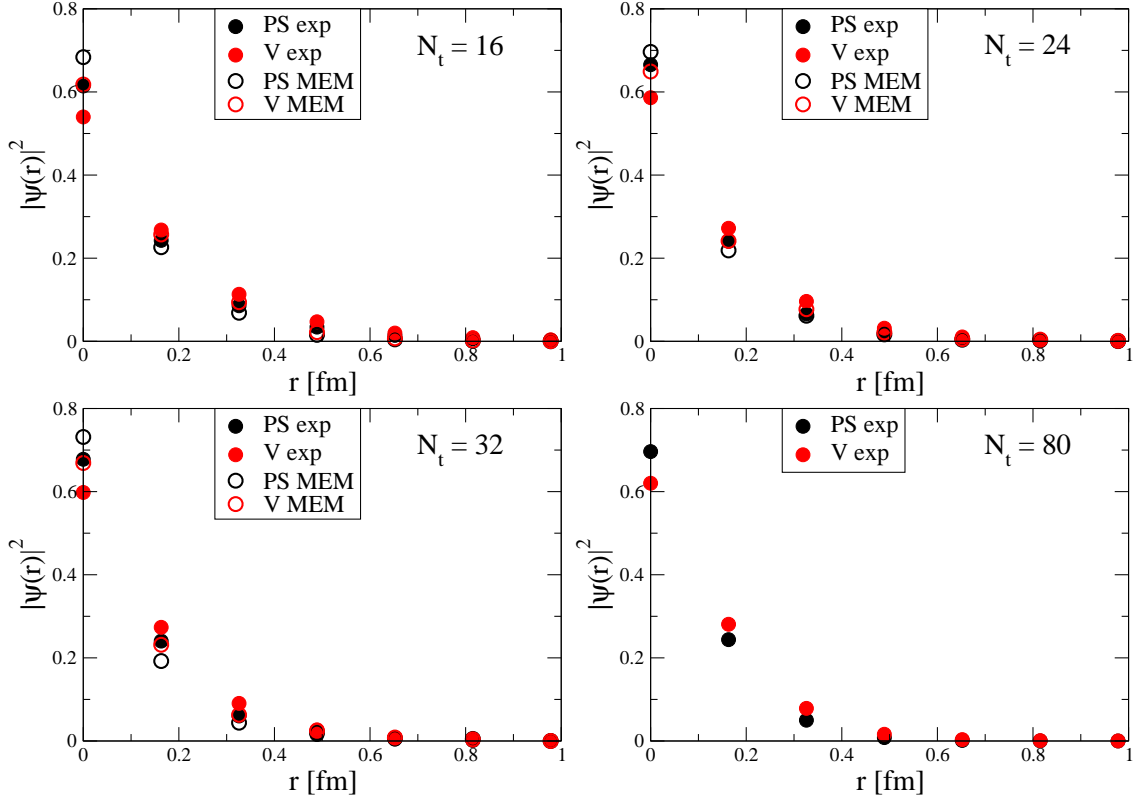 PS exp
V exp
PS MEM
V MEM
N_t = 16
0.8
0.6
0.4
0.2
0
|ψ(r)|^2
0 0.2 0.4 0.6 0.8 1
r [fm]
PS exp
V exp
PS MEM
V MEM
N_t = 24
0.8
0.6
0.4
0.2
0
|ψ(r)|^2
0 0.2 0.4 0.6 0.8 1
r [fm]
PS exp
V exp
PS MEM
V MEM
N_t = 32
0.8
0.6
0.4
0.2
0
|ψ(r)|^2
0 0.2 0.4 0.6 0.8 1
r [fm]
PS exp
V exp
N_t = 80
0.8
0.6
0.4
0.2
0
|ψ(r)|^2
0 0.2 0.4 0.6 0.8 1
r [fm]